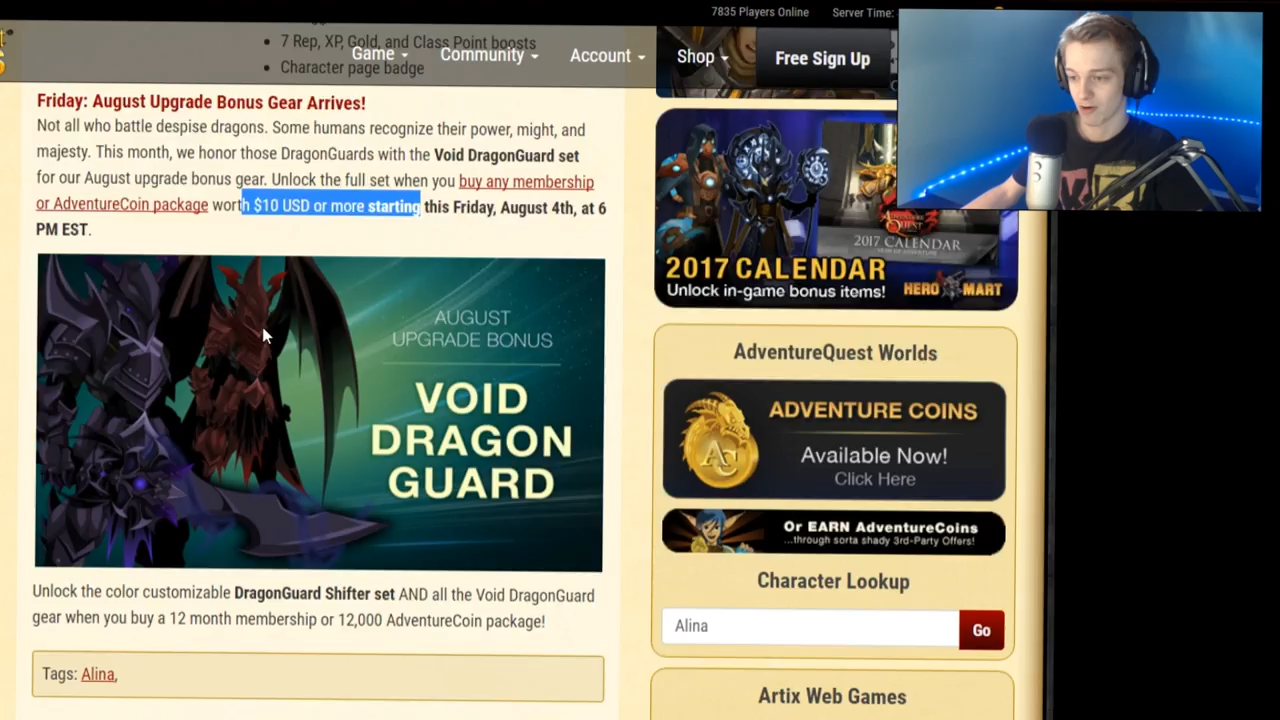 7835 Players Online
Server Time:
Game
Community
Account
Shop
Free Sign Up
• 7 Rep, XP, Gold, and Class Point boosts
• Character page badge
Friday: August Upgrade Bonus Gear Arrives!
Not all who battle despise dragons. Some humans recognize their power, might, and
majesty. This month, we honor those DragonGuards with the Void DragonGuard set
for our August upgrade bonus gear. Unlock the full set when you buy any membership
or AdventureCoin package worth $10 USD or more starting this Friday, August 4th, at 6
PM EST.
AUGUST
UPGRADE BONUS
VOID
DRAGON
GUARD
Unlock the color customizable DragonGuard Shifter set AND all the Void DragonGuard
gear when you buy a 12 month membership or 12,000 AdventureCoin package!
Tags: Alina,
2017 CALENDAR
2017 CALENDAR
Unlock in-game bonus items!
HERO MART
AdventureQuest Worlds
AC
ADVENTURE COINS
Available Now!
Click Here
Or EARN AdventureCoins
...through sorta shady 3rd-Party Offers!
Character Lookup
Alina
Go
Artix Web Games